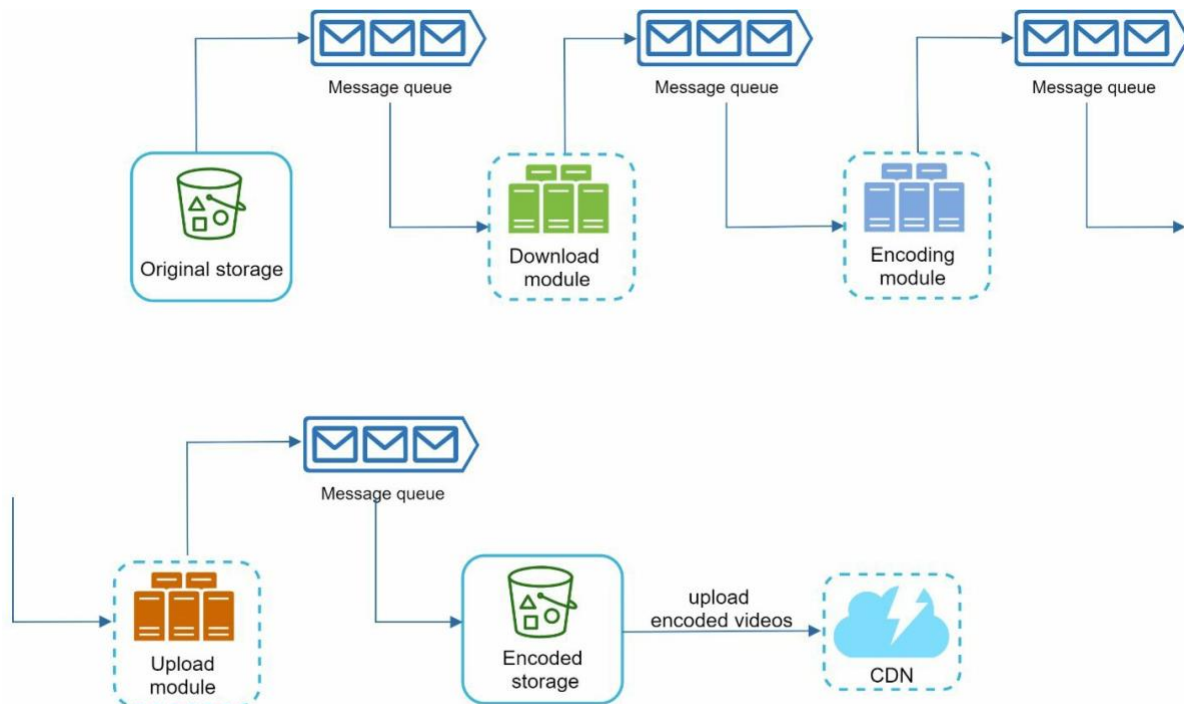 Message queue
Message queue
Message queue
Original storage
Download
module
Encoding
module
Message queue
upload
encoded videos
Upload
module
Encoded
storage
CDN